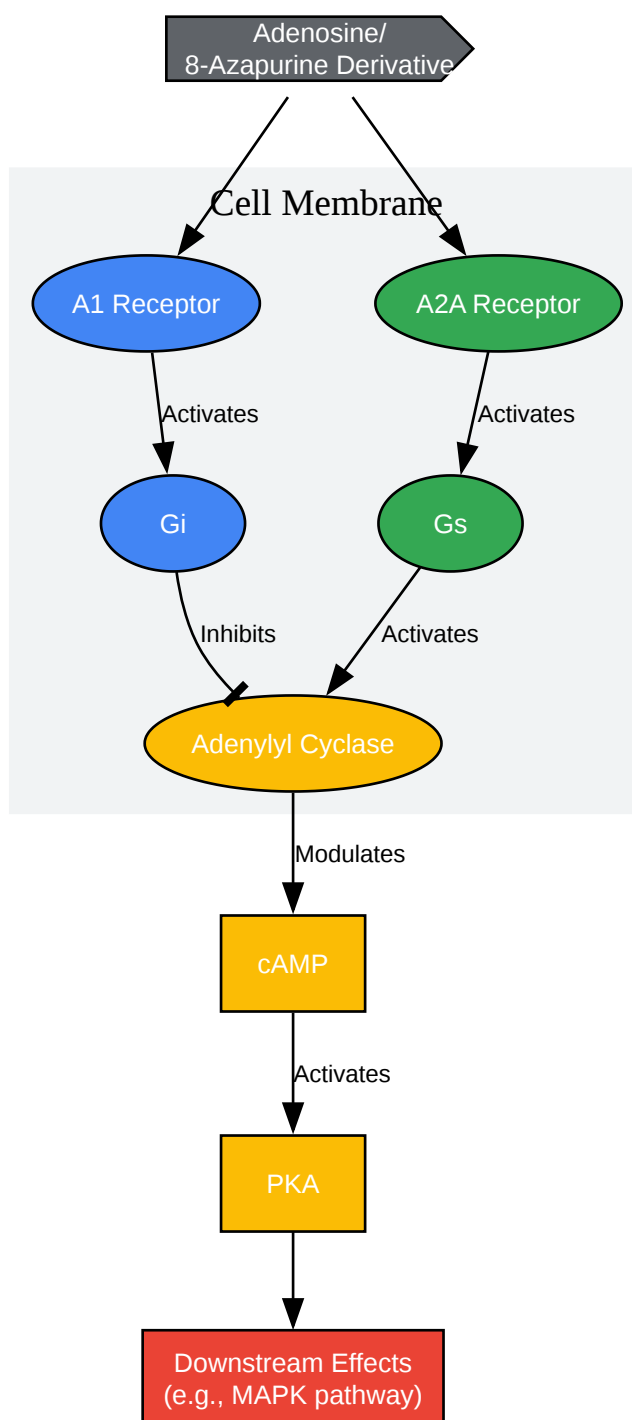 Adenosine/
8-Azapurine Derivative
Cell Membrane
A1 Receptor
A2A Receptor
Activates
Activates
Gi
Gs
Inhibits
Activates
Adenylyl Cyclase
Modulates
cAMP
Activates
PKA
Downstream Effects
(e.g., MAPK pathway)